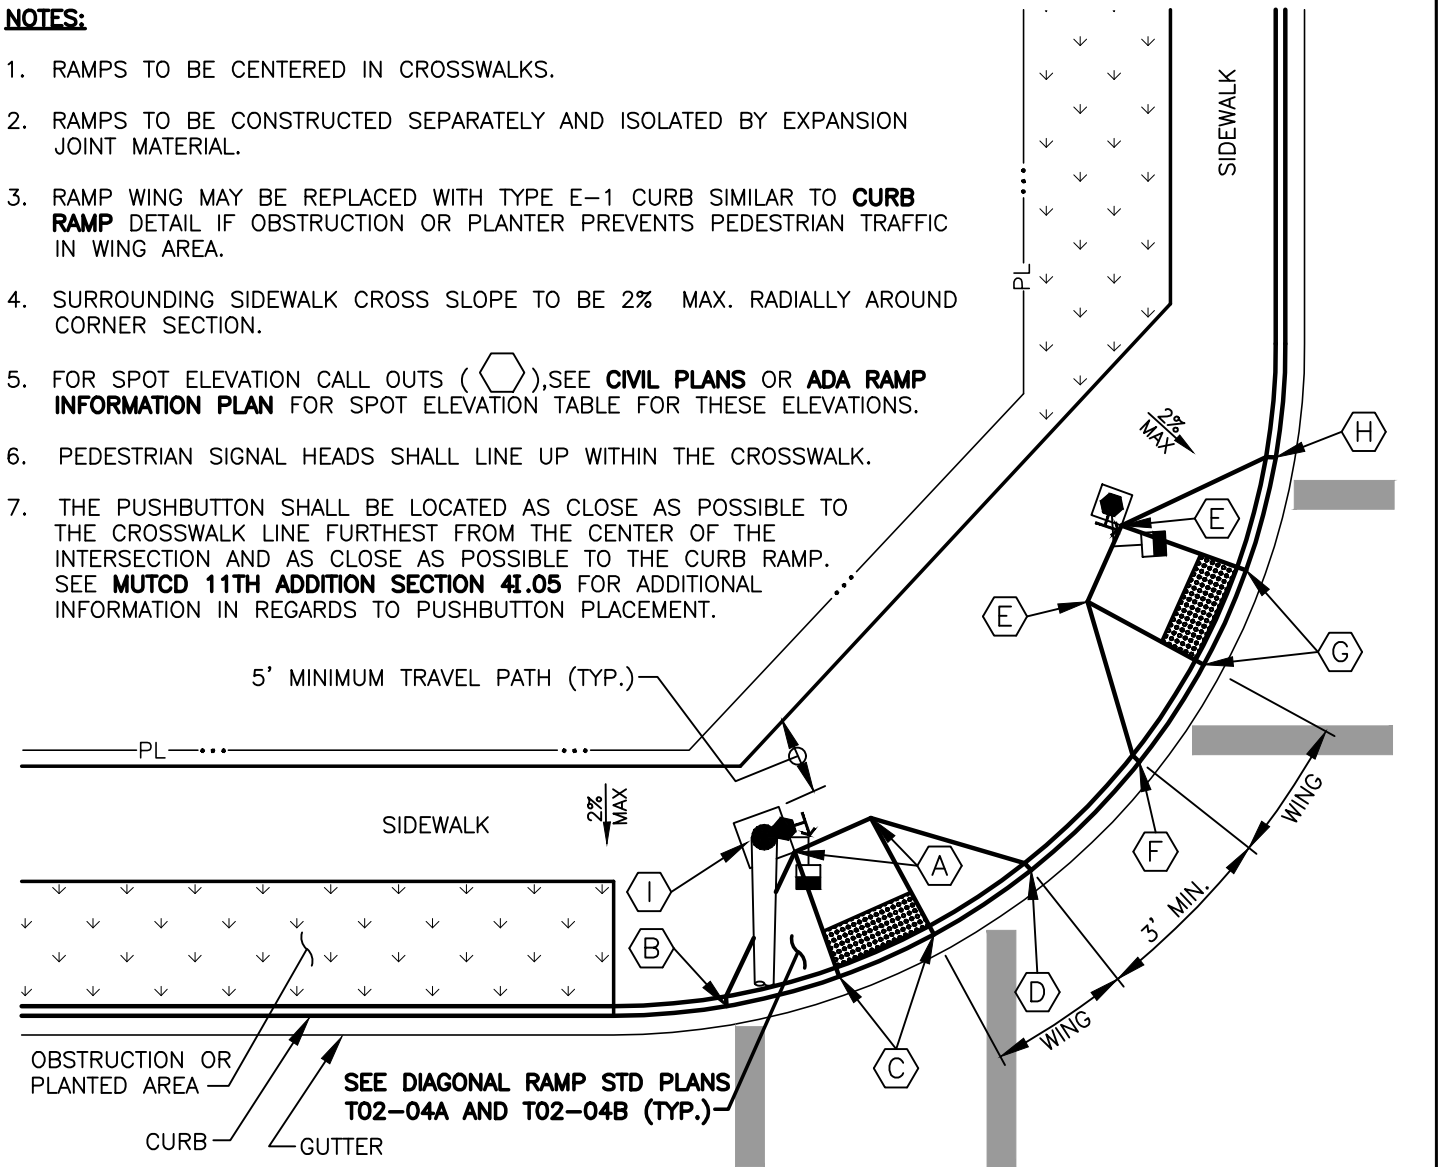 NOTES:
1. RAMPS TO BE CENTERED IN CROSSWALKS.
2. RAMPS TO BE CONSTRUCTED SEPARATELY AND ISOLATED BY EXPANSION
JOINT MATERIAL.
3. RAMP WING MAY BE REPLACED WITH TYPE E-1 CURB SIMILAR TO CURB
RAMP DETAIL IF OBSTRUCTION OR PLANTER PREVENTS PEDESTRIAN TRAFFIC
IN WING AREA.
4. SURROUNDING SIDEWALK CROSS SLOPE TO BE 2% MAX. RADIALLY AROUND
CORNER SECTION.
5. FOR SPOT ELEVATION CALL OUTS ( ),SEE CIVIL PLANS OR ADA RAMP
INFORMATION PLAN FOR SPOT ELEVATION TABLE FOR THESE ELEVATIONS.
6. PEDESTRIAN SIGNAL HEADS SHALL LINE UP WITHIN THE CROSSWALK.
7. THE PUSHBUTTON SHALL BE LOCATED AS CLOSE AS POSSIBLE TO
THE CROSSWALK LINE FURTHEST FROM THE CENTER OF THE
INTERSECTION AND AS CLOSE AS POSSIBLE TO THE CURB RAMP.
SEE MUTCD 11TH ADDITION SECTION 4I.05 FOR ADDITIONAL
INFORMATION IN REGARDS TO PUSHBUTTON PLACEMENT.
SIDEWALK
PL
2%
MAX
H
E
E
G
5' MINIMUM TRAVEL PATH (TYP.)
PL
SIDEWALK
2%
MAX
WING
F
A
I
B
3' MIN.
D
WING
C
OBSTRUCTION OR
PLANTED AREA
SEE DIAGONAL RAMP STD PLANS
T02-04A AND T02-04B (TYP.)
CURB
GUTTER